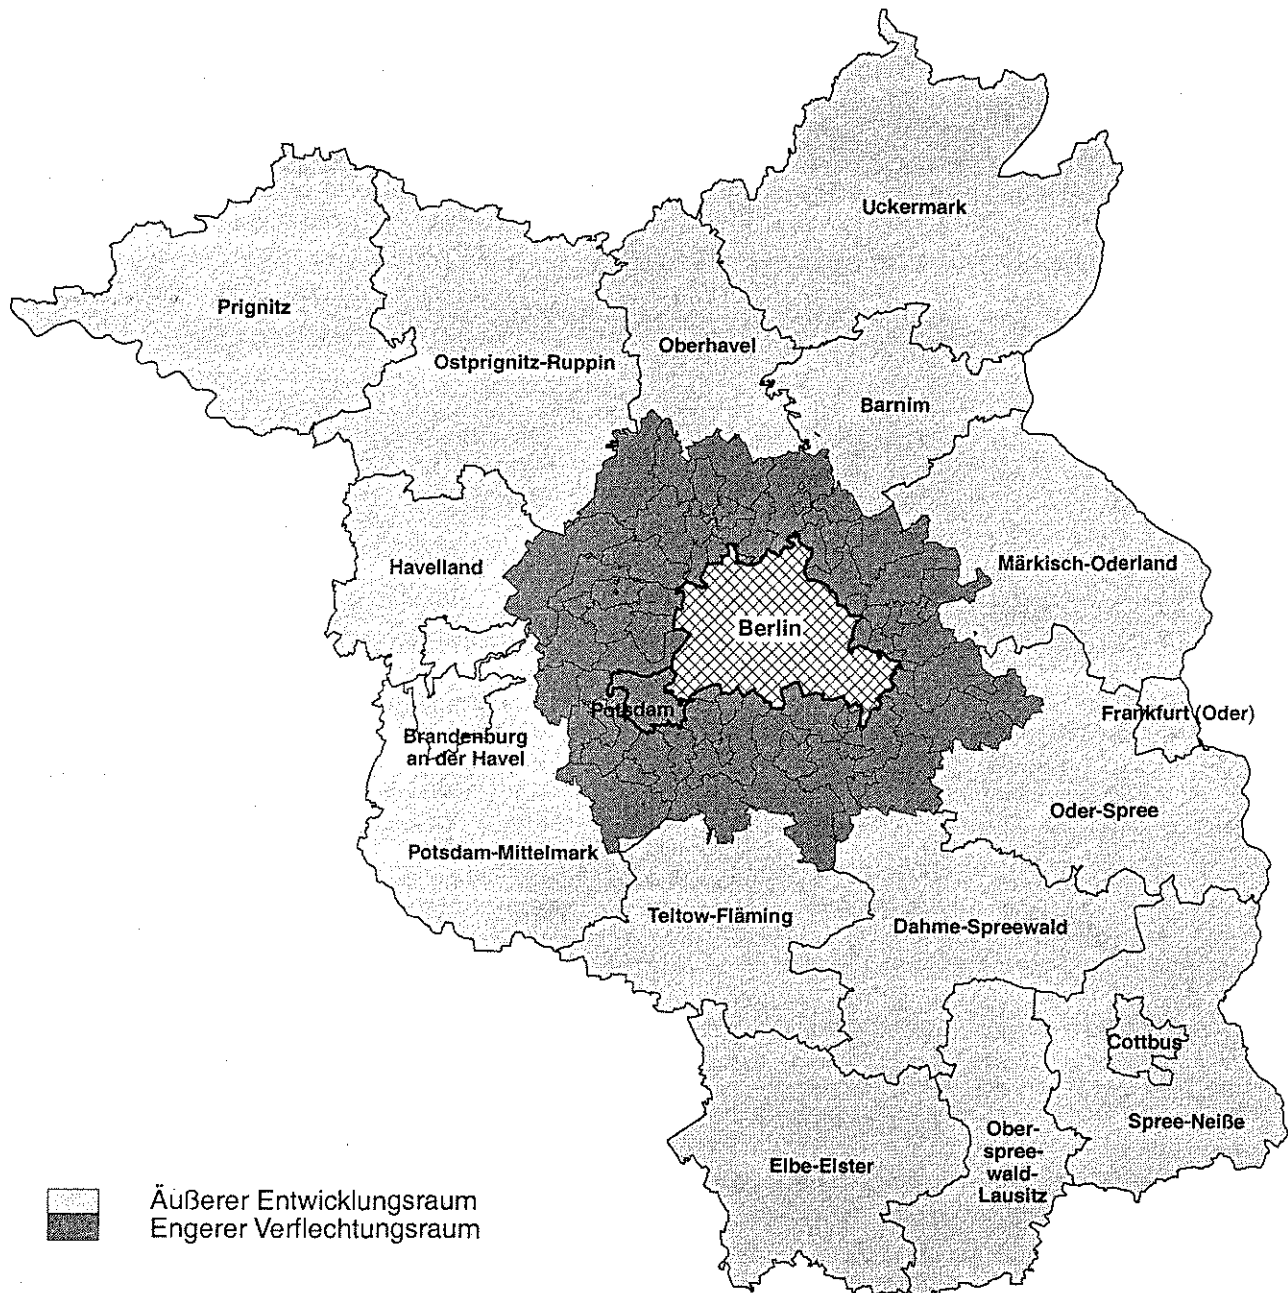 Uckermark
Prignitz
Oberhavel
Ostprignitz-Ruppin
Barnim
Havelland
Märkisch-Oderland
Berlin
Potsdam
Frankfurt (Oder)
Brandenburg
an der Havel
Oder-Spree
Potsdam-Mittelmark
Teltow-Fläming
Dahme-Spreewald
Cottbus
Spree-Neiße
Ober-
spree-
wald-
Lausitz
Elbe-Elster
Äußerer Entwicklungsraum
Engerer Verflechtungsraum